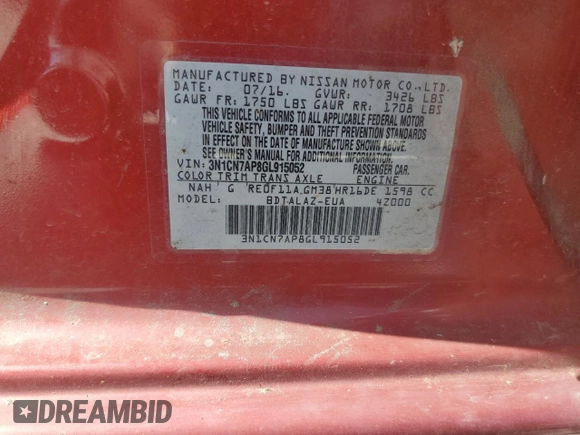 MANUFACTURED BY NISSAN MOTOR CO.,LTD.
DATE: 07/16. GVWR: 3426 LBS
GAWR FR: 1750 LBS GAWR RR: 1708 LBS
THIS VEHICLE CONFORMS TO ALL APPLICABLE FEDERAL MOTOR
VEHICLE SAFETY, BUMPER AND THEFT PREVENTION STANDARDS
IN EFFECT ON THE DATE OF MANUFACTURE SHOWN ABOVE.
SEE OWNER'S MANUAL FOR ADDITIONAL INFORMATION.
VIN: 3N1CN7AP8GL915052 PASSENGER CAR.
COLOR TRIM TRANS AXLE ENGINE
NAH G RE0F11A,GM38 HR16DE 1598 CC
MODEL: BDTALAZ-EUA 42000
3N1CN7AP8GL915052
DREAMBID